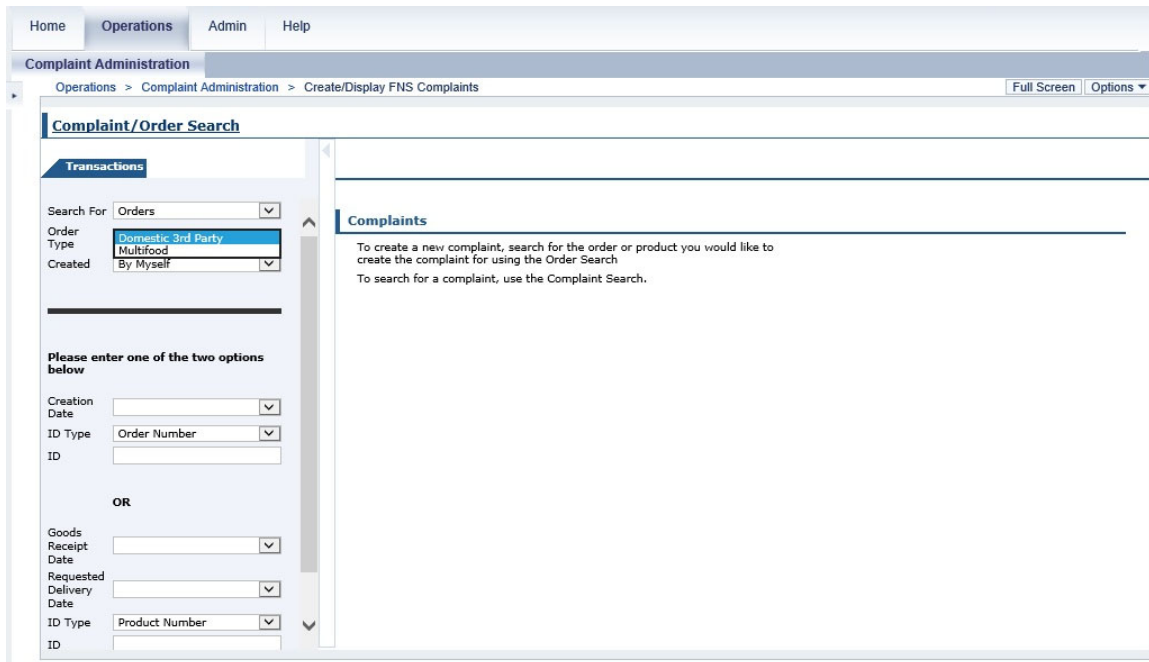 Home Operations Admin Help
Complaint Administration
Operations > Complaint Administration > Create/Display FNS Complaints
Full Screen Options
Complaint/Order Search
Transactions
Search For Orders
Order
Type
Domestic 3rd Party
Multifood
Created By Myself
Please enter one of the two options
below
Creation
Date
ID Type Order Number
ID
OR
Goods
Receipt
Date
Requested
Delivery
Date
ID Type Product Number
ID
Complaints
To create a new complaint, search for the order or product you would like to
create the complaint for using the Order Search
To search for a complaint, use the Complaint Search.